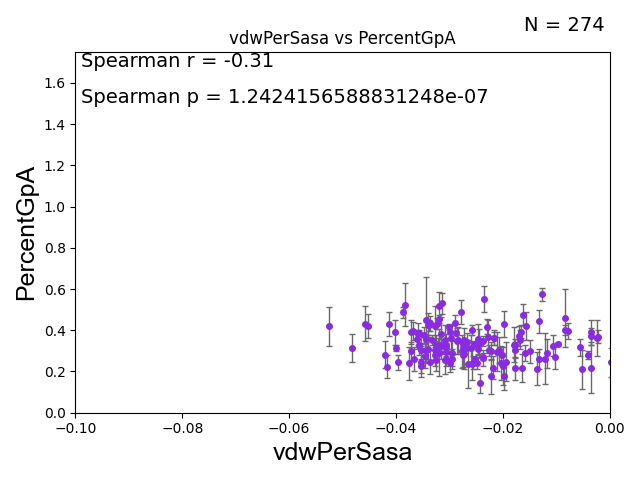 N = 274
vdwPerSasa vs PercentGpA
Spearman r = -0.31
Spearman p = 1.2424156588831248e-07
PercentGpA
1.6
1.4
1.2
1.0
0.8
0.6
0.4
0.2
0.0
−0.10 −0.08 −0.06 −0.04 −0.02 0.00
vdwPerSasa